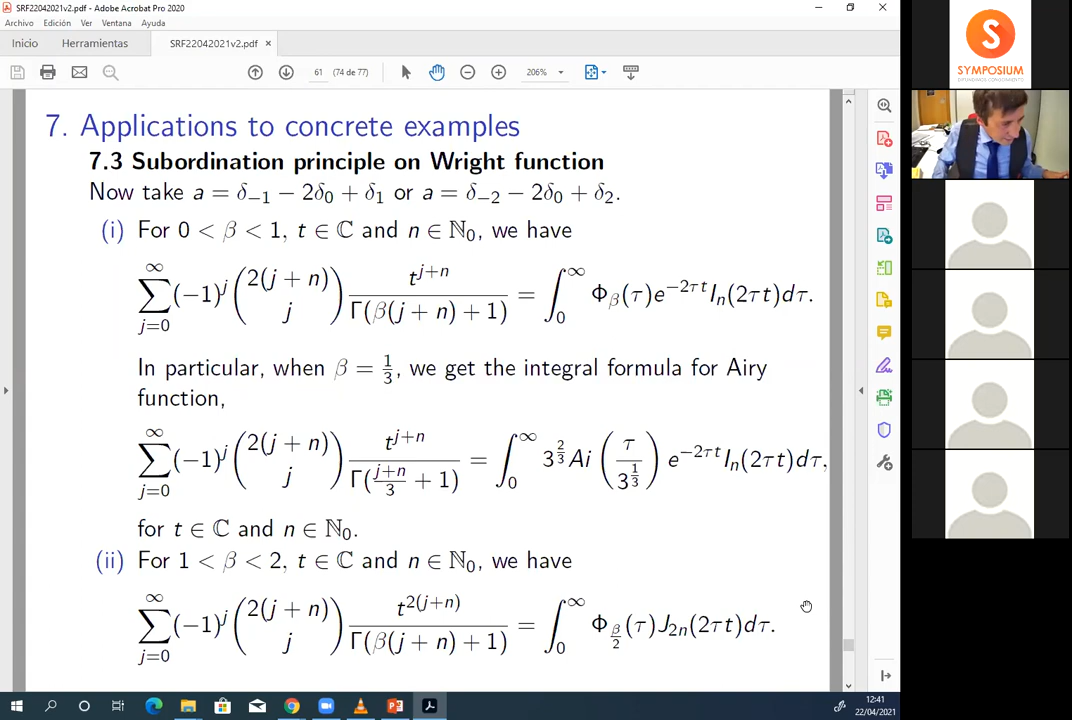 SRF22042021v2.pdf - Adobe Acrobat Pro 2020
Archivo Edición Ver Ventana Ayuda
Inicio Herramientas SRF22042021v2.pdf ×
61 (74 de 77) 206%
7. Applications to concrete examples
7.3 Subordination principle on Wright function
Now take a = δ₋₁ − 2δ₀ + δ₁ or a = δ₋₂ − 2δ₀ + δ₂.
(i) For 0 < β < 1, t ∈ ℂ and n ∈ ℕ₀, we have
∑_{j=0}^{∞} (−1)^j \binom{2(j + n)}{j} \frac{t^{j+n}}{Γ(β(j + n) + 1)} = ∫_0^∞ Φ_β(τ)e^{−2τt}I_n(2τt)dτ.
In particular, when β = 1/3, we get the integral formula for Airy
function,
∑_{j=0}^{∞} (−1)^j \binom{2(j + n)}{j} \frac{t^{j+n}}{Γ(\frac{j+n}{3} + 1)} = ∫_0^∞ 3^{2/3} Ai (\frac{τ}{3^{1/3}}) e^{−2τt}I_n(2τt)dτ,
for t ∈ ℂ and n ∈ ℕ₀.
(ii) For 1 < β < 2, t ∈ ℂ and n ∈ ℕ₀, we have
∑_{j=0}^{∞} (−1)^j \binom{2(j + n)}{j} \frac{t^{2(j+n)}}{Γ(β(j + n) + 1)} = ∫_0^∞ Φ_{β/2}(τ)J_{2n}(2τt)dτ.
S
SYMPOSIUM
12:41
22/04/2021